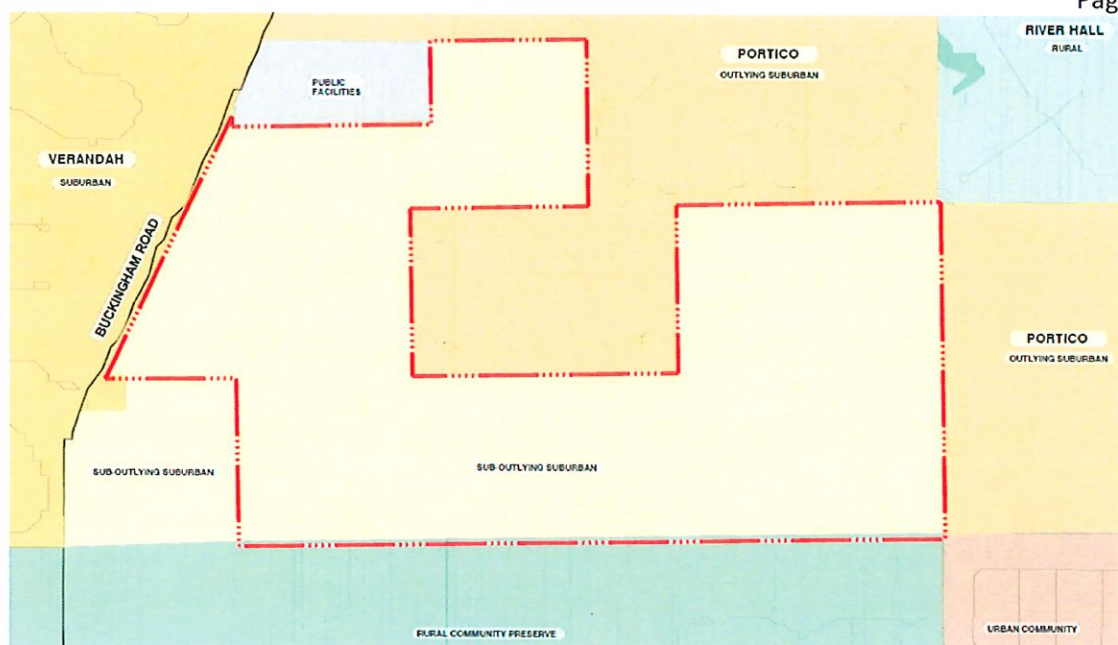 Pag
RIVER HALL
RURAL
PORTICO
OUTLYING SUBURBAN
PUBLIC
FACILITIES
VERANDAH
SUBURBAN
BUCKINGHAM ROAD
PORTICO
OUTLYING SUBURBAN
SUB-OUTLYING SUBURBAN
SUB-OUTLYING SUBURBAN
RURAL COMMUNITY PRESERVE
URBAN COMMUNITY